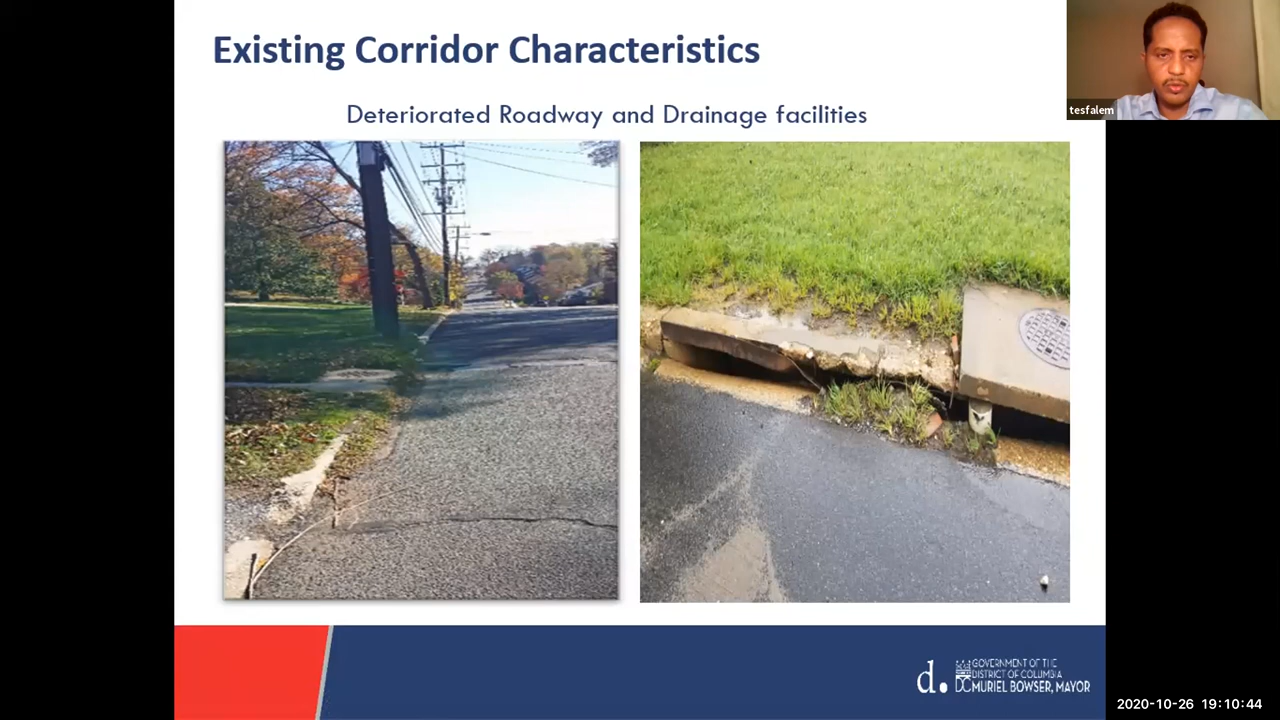 Existing Corridor Characteristics
Deteriorated Roadway and Drainage facilities
tesfalem
d.
GOVERNMENT OF THE
DISTRICT OF COLUMBIA
DC MURIEL BOWSER, MAYOR
2020-10-26 19:10:44